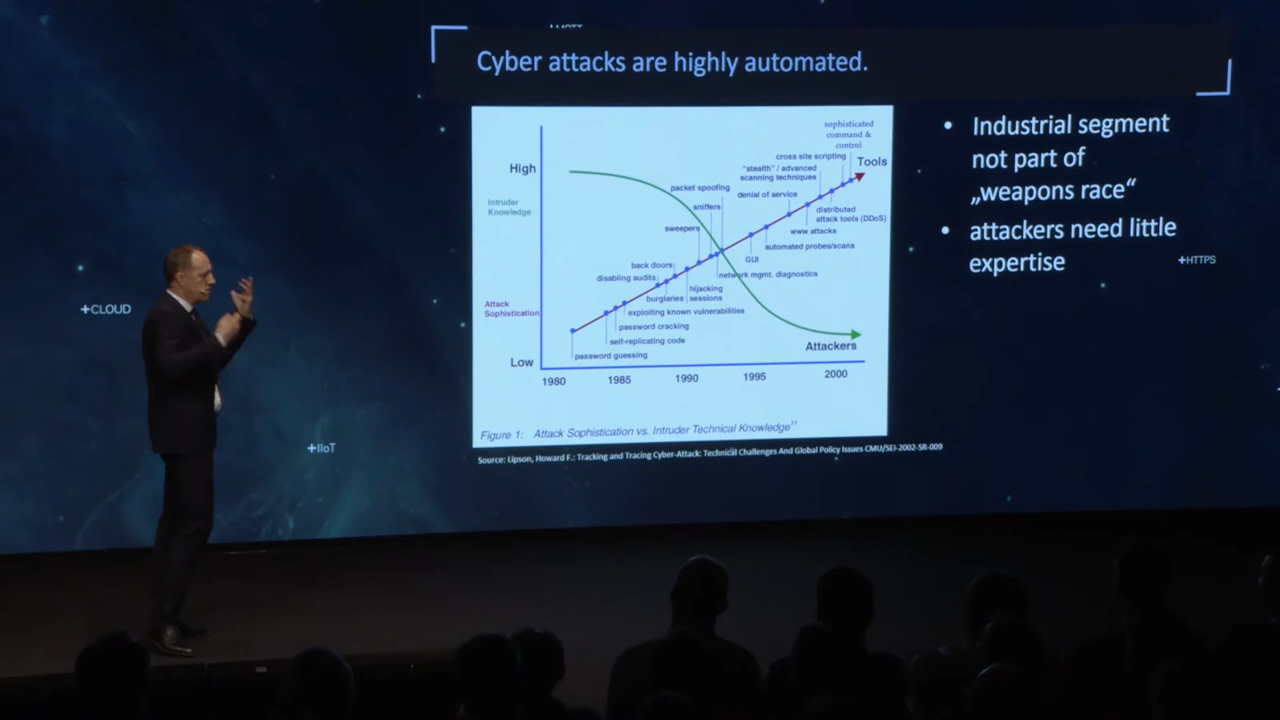 Cyber attacks are highly automated.
High
Intruder
Knowledge
Attack
Sophistication
Low
1980
1985
1990
1995
2000
sophisticated
command &
control
cross site scripting
Tools
"stealth" / advanced
scanning techniques
packet spoofing
denial of service
sniffers
distributed
attack tools (DDoS)
sweepers
www attacks
automated probes/scans
GUI
back doors
network mgmt. diagnostics
disabling audits
hijacking
sessions
burglaries
exploiting known vulnerabilities
password cracking
self-replicating code
password guessing
Attackers
Figure 1: Attack Sophistication vs. Intruder Technical Knowledge¹¹
Source: Lipson, Howard F.: Tracking and Tracing Cyber-Attack: Technical Challenges And Global Policy Issues CMU/SEI-2002-SR-009
• Industrial segment
not part of
„weapons race“
• attackers need little
expertise
+HTTPS
+CLOUD
+IIoT